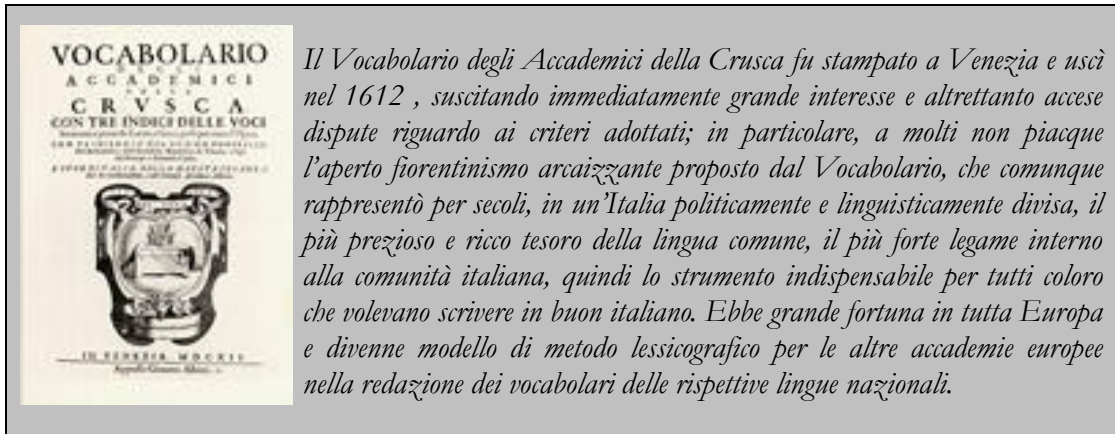 VOCABOLARIO
DEGLI
ACCADEMICI
DELLA
CRVSCA
CON TRE INDICI DELLE VOCI
IN VENEZIA MDCXII
Il Vocabolario degli Accademici della Crusca fu stampato a Venezia e uscì
nel 1612 , suscitando immediatamente grande interesse e altrettanto accese
dispute riguardo ai criteri adottati; in particolare, a molti non piacque
l'aperto fiorentinismo arcaizzante proposto dal Vocabolario, che comunque
rappresentò per secoli, in un'Italia politicamente e linguisticamente divisa, il
più prezioso e ricco tesoro della lingua comune, il più forte legame interno
alla comunità italiana, quindi lo strumento indispensabile per tutti coloro
che volevano scrivere in buon italiano. Ebbe grande fortuna in tutta Europa
e divenne modello di metodo lessicografico per le altre accademie europee
nella redazione dei vocabolari delle rispettive lingue nazionali.